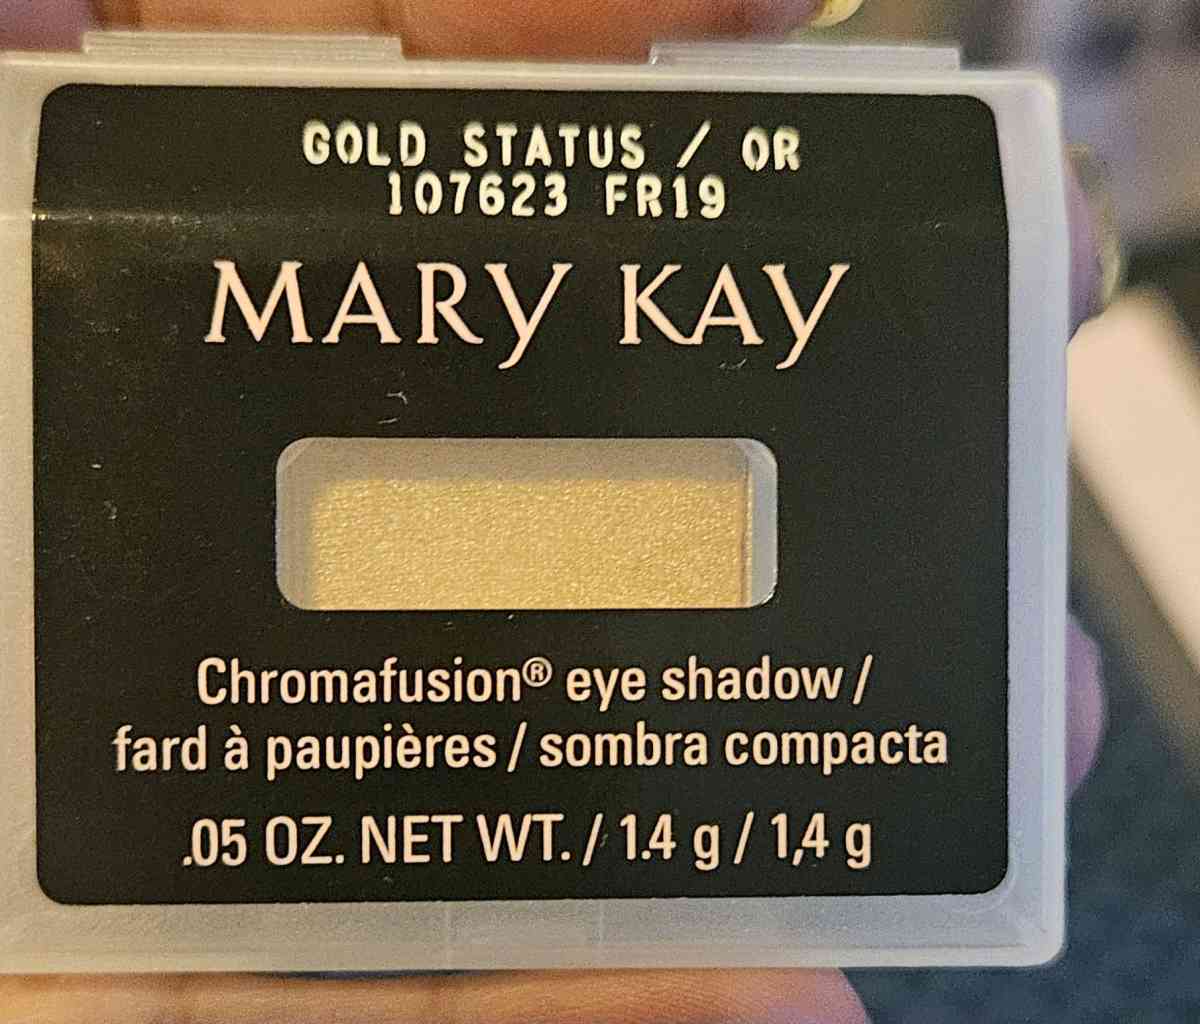 GOLD STATUS / OR
107623 FR19
MARY KAY
Chromafusion® eye shadow /
fard à paupières / sombra compacta
.05 OZ. NET WT. / 1.4 g / 1,4 g